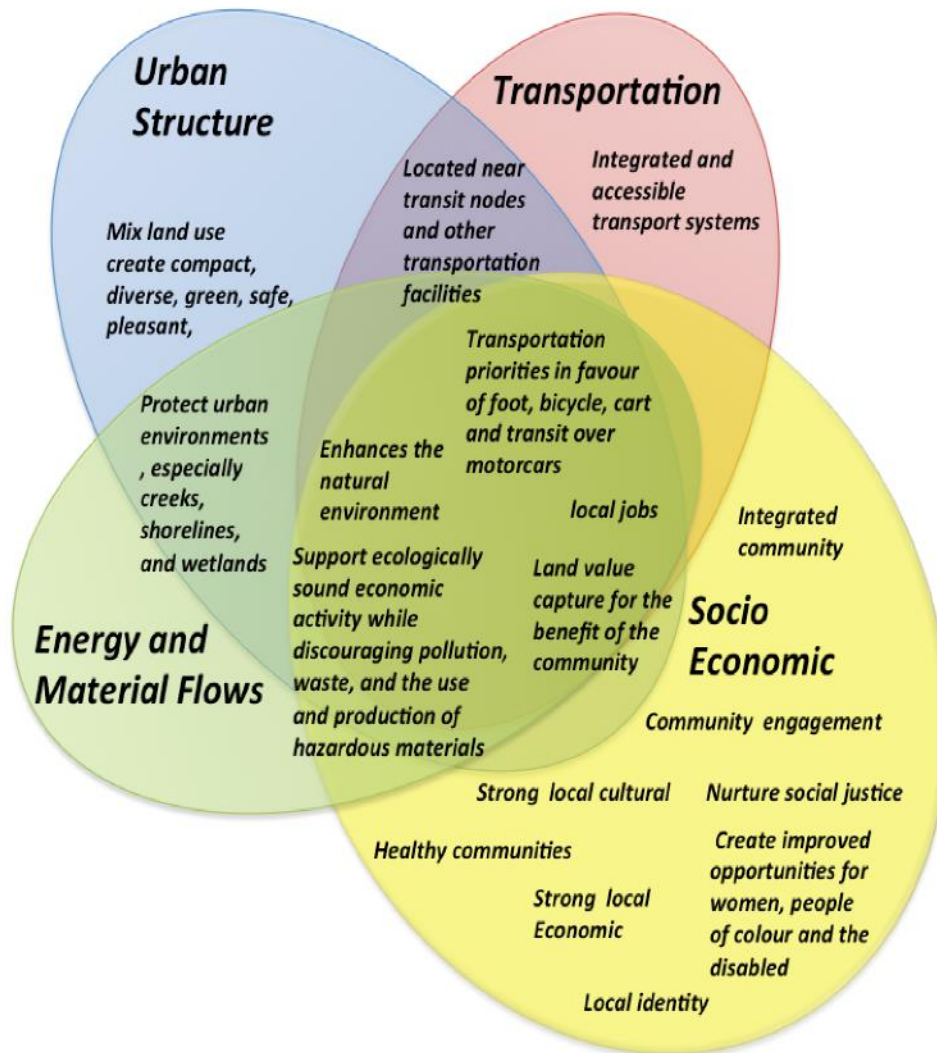 Urban
Structure
Transportation
Mix land use
create compact,
diverse, green, safe,
pleasant,
Located near
transit nodes
and other
transportation
facilities
Integrated and
accessible
transport systems
Protect urban
environments
, especially
creeks,
shorelines,
and wetlands
Transportation
priorities in favour
of foot, bicycle, cart
and transit over
motorcars
Enhances the
natural
environment
local jobs
Integrated
community
Support ecologically
sound economic
activity while
discouraging pollution,
waste, and the use
and production of
hazardous materials
Land value
capture for the
benefit of the
community
Energy and
Material Flows
Socio
Economic
Community engagement
Strong local cultural
Nurture social justice
Healthy communities
Create improved
opportunities for
women, people
of colour and the
disabled
Strong local
Economic
Local identity